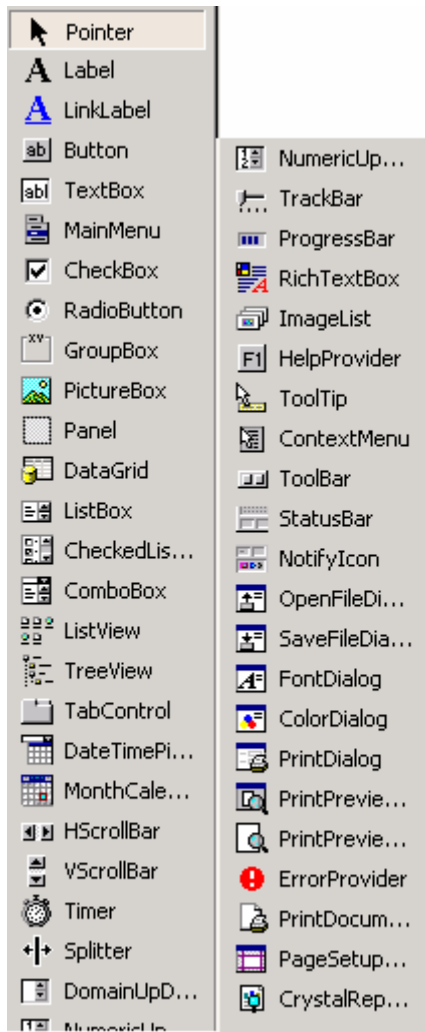 Pointer
Label
LinkLabel
Button
TextBox
MainMenu
CheckBox
RadioButton
GroupBox
PictureBox
Panel
DataGrid
ListBox
CheckedLis...
ComboBox
ListView
TreeView
TabControl
DateTimePi...
MonthCale...
HScrollBar
VScrollBar
Timer
Splitter
DomainUpD...
NumericUp...
TrackBar
ProgressBar
RichTextBox
ImageList
HelpProvider
ToolTip
ContextMenu
ToolBar
StatusBar
NotifyIcon
OpenFileDi...
SaveFileDia...
FontDialog
ColorDialog
PrintDialog
PrintPrevie...
PrintPrevie...
ErrorProvider
PrintDocum...
PageSetup...
CrystalRep...